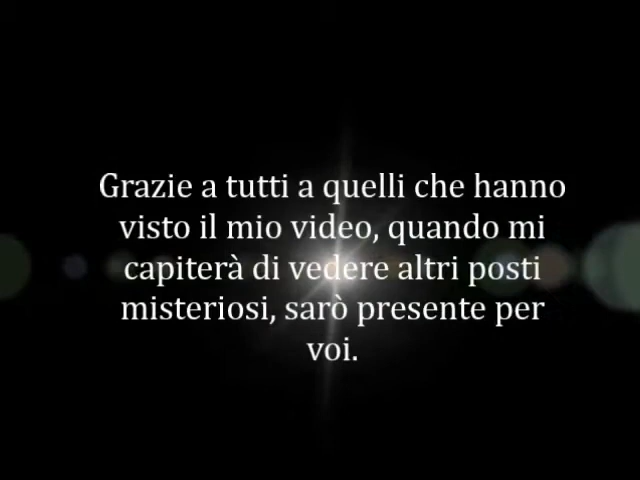 Grazie a tutti a quelli che hanno
visto il mio video, quando mi
capiterà di vedere altri posti
misteriosi, sarò presente per
voi.